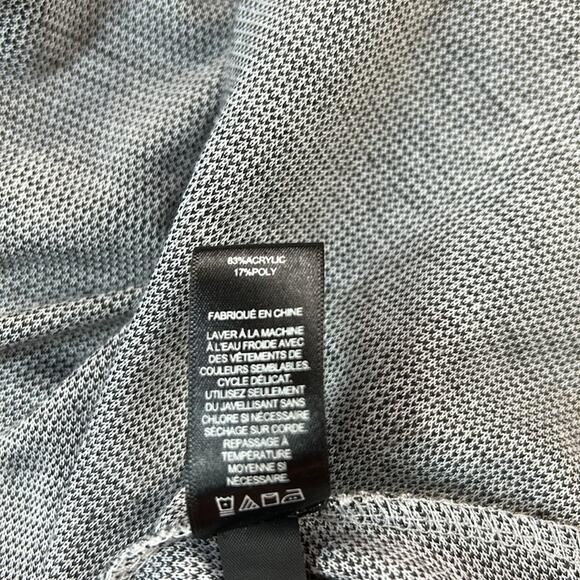 83%ACRYLIC
17%POLY
FABRIQUÉ EN CHINE
LAVER À LA MACHINE
À L'EAU FROIDE AVEC
DES VÊTEMENTS DE
COULEURS SEMBLABLES.
CYCLE DÉLICAT.
UTILISEZ SEULEMENT
DU JAVELLISANT SANS
CHLORE SI NÉCESSAIRE
SÉCHAGE SUR CORDE.
REPASSAGE À
TEMPÉRATURE
MOYENNE SI
NÉCESSAIRE.